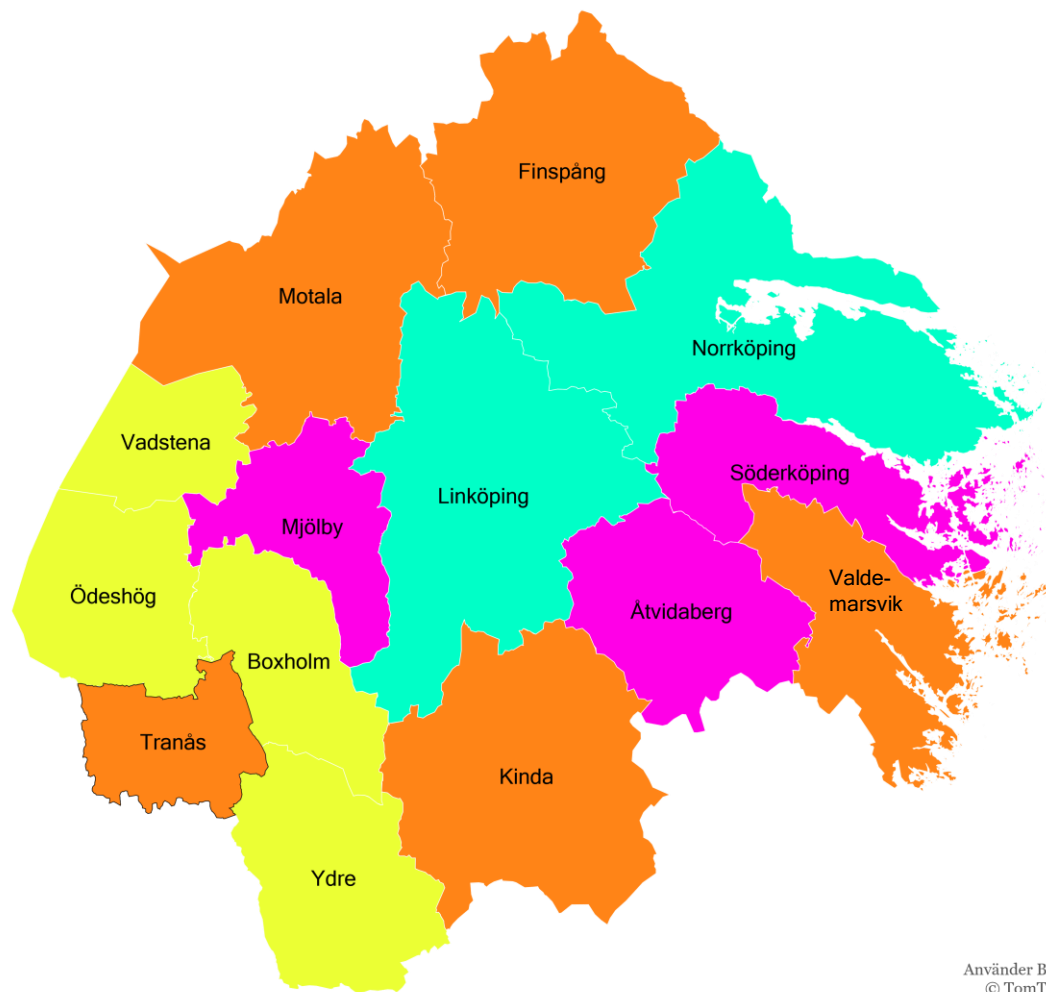 Finspång
Motala
Norrköping
Vadstena
Söderköping
Linköping
Mjölby
Valde-
marsvik
Ödeshög
Åtvidaberg
Boxholm
Tranås
Kinda
Ydre
Använder B
© TomT